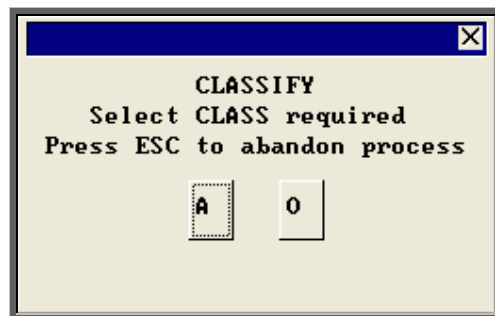 CLASSIFY
Select CLASS required
Press ESC to abandon process
A O